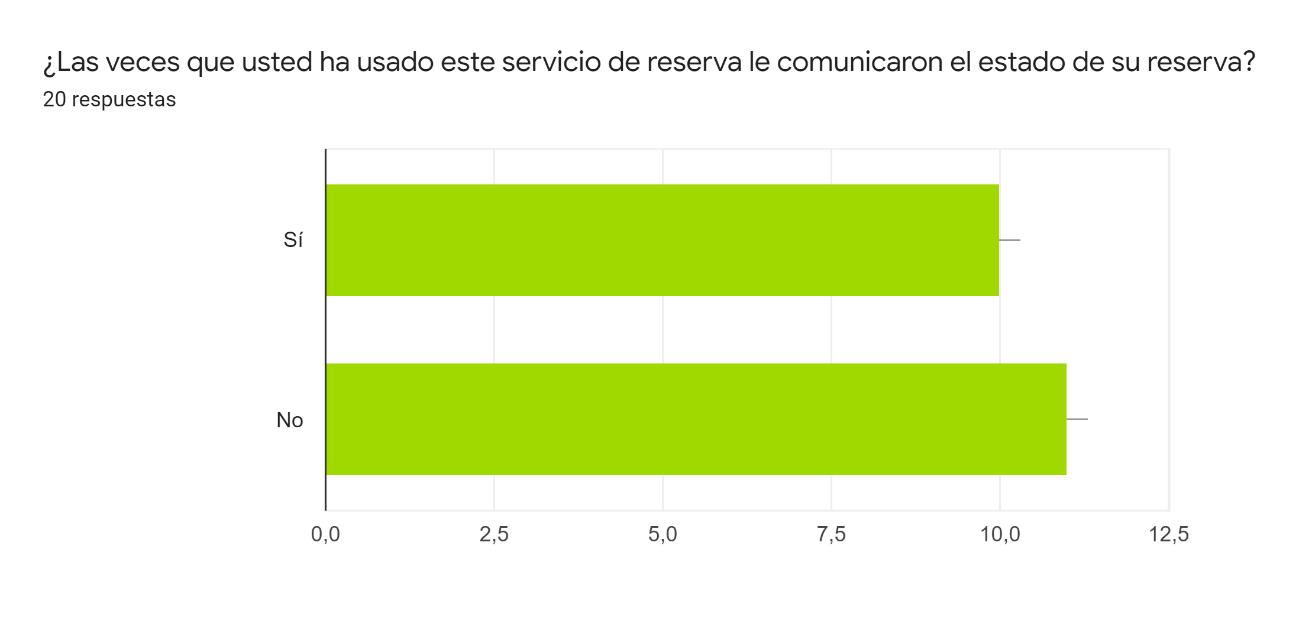 ¿Las veces que usted ha usado este servicio de reserva le comunicaron el estado de su reserva?
20 respuestas
Sí
No
0,0 2,5 5,0 7,5 10,0 12,5